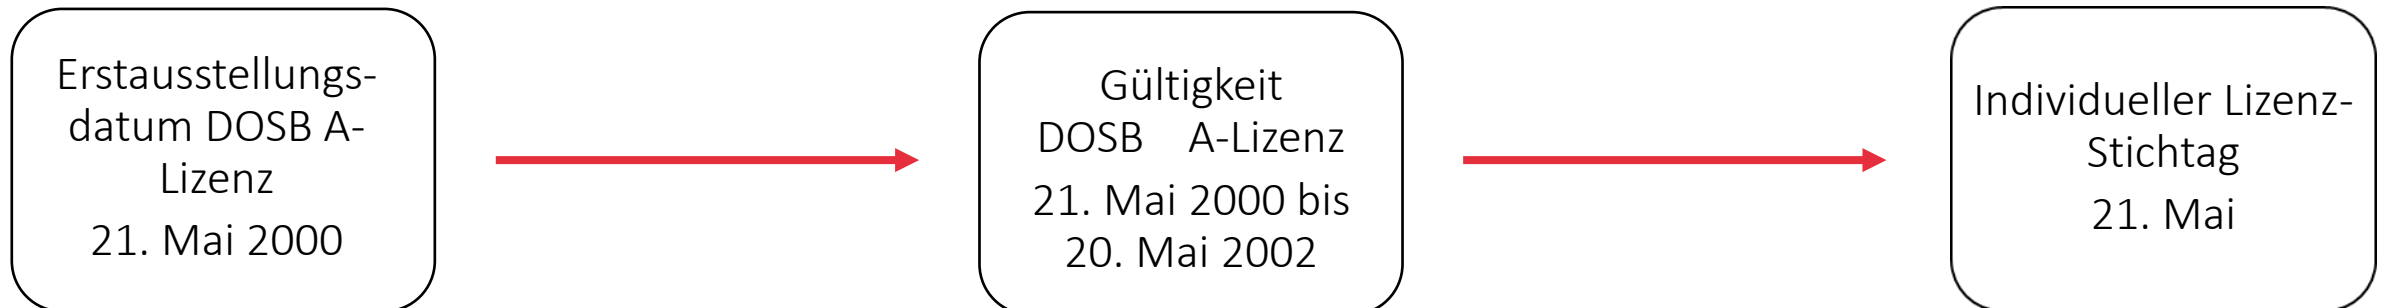 Erstausstellungs-
datum DOSB A-
Lizenz
21. Mai 2000
Gültigkeit
DOSB A-Lizenz
21. Mai 2000 bis
20. Mai 2002
Individueller Lizenz-
Stichtag
21. Mai